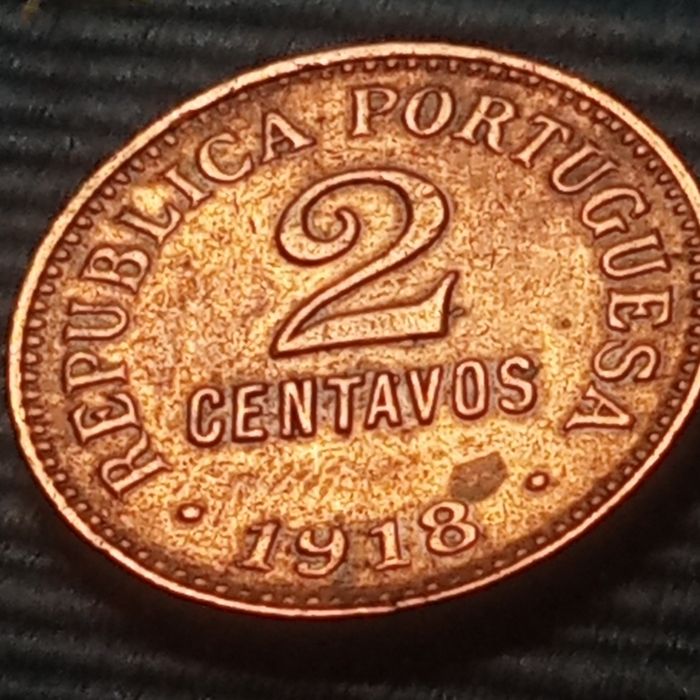 REPUBLICA PORTUGUESA
2
CENTAVOS
• 1918 •